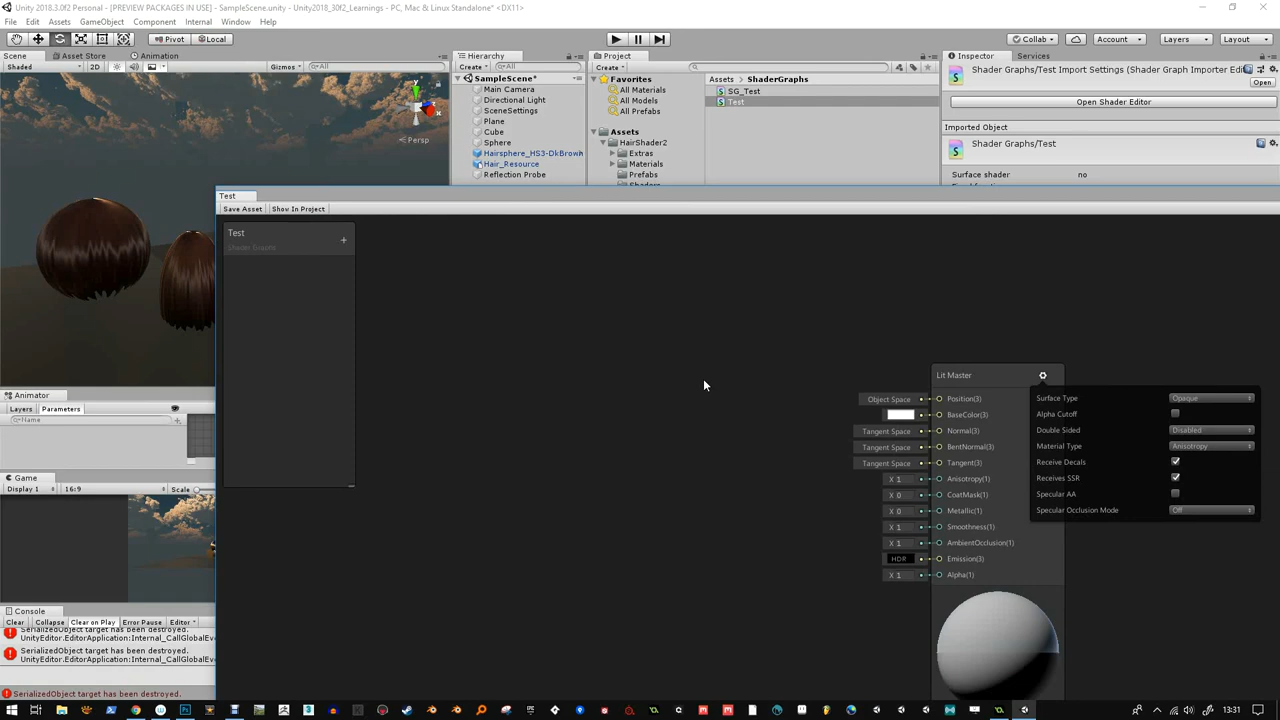 Unity 2018.3.0f2 Personal - [PREVIEW PACKAGES IN USE] - SampleScene.unity - Unity2018_30f2_Learnings - PC, Mac & Linux Standalone* <DX11>
File Edit Assets GameObject Component Internal Window Help
Pivot Local Collab Account Layers Layout
Scene Asset Store Animation Hierarchy Project Inspector Services
Shaded 2D Gizmos All Create All Create
SampleScene*
Main Camera
Directional Light
SceneSettings
Plane
Cube
Sphere
Hairsphere_HS3-DkBrown
Hair_Resource
Reflection Probe
y
Persp
Favorites
All Materials
All Models
All Prefabs
Assets
HairShader2
Extras
Materials
Prefabs
Assets ShaderGraphs
SG_Test
Test
Shader Graphs/Test Import Settings (Shader Graph Importer Edi
Open
Open Shader Editor
Imported Object
Shader Graphs/Test
Surface shader no
Test
Save Asset Show In Project
Test
Shader Graphs
+
Lit Master
Object Space Position(3)
BaseColor(3)
Tangent Space Normal(3)
Tangent Space BentNormal(3)
Tangent Space Tangent(3)
X 1 Anisotropy(1)
X 0 CoatMask(1)
X 0 Metallic(1)
X 1 Smoothness(1)
X 1 AmbientOcclusion(1)
HDR Emission(3)
X 1 Alpha(1)
Surface Type Opaque
Alpha Cutoff
Double Sided Disabled
Material Type Anisotropy
Receive Decals
Receives SSR
Specular AA
Specular Occlusion Mode Off
Animator
Layers Parameters
Name
Game
Display 1 16:9 Scale
Console
Clear Collapse Clear on Play Error Pause Editor
SerializedObject target has been destroyed.
UnityEditor.EditorApplication:Internal_CallGlobalEve
SerializedObject target has been destroyed.
UnityEditor.EditorApplication:Internal_CallGlobalEve
SerializedObject target has been destroyed.
13:31